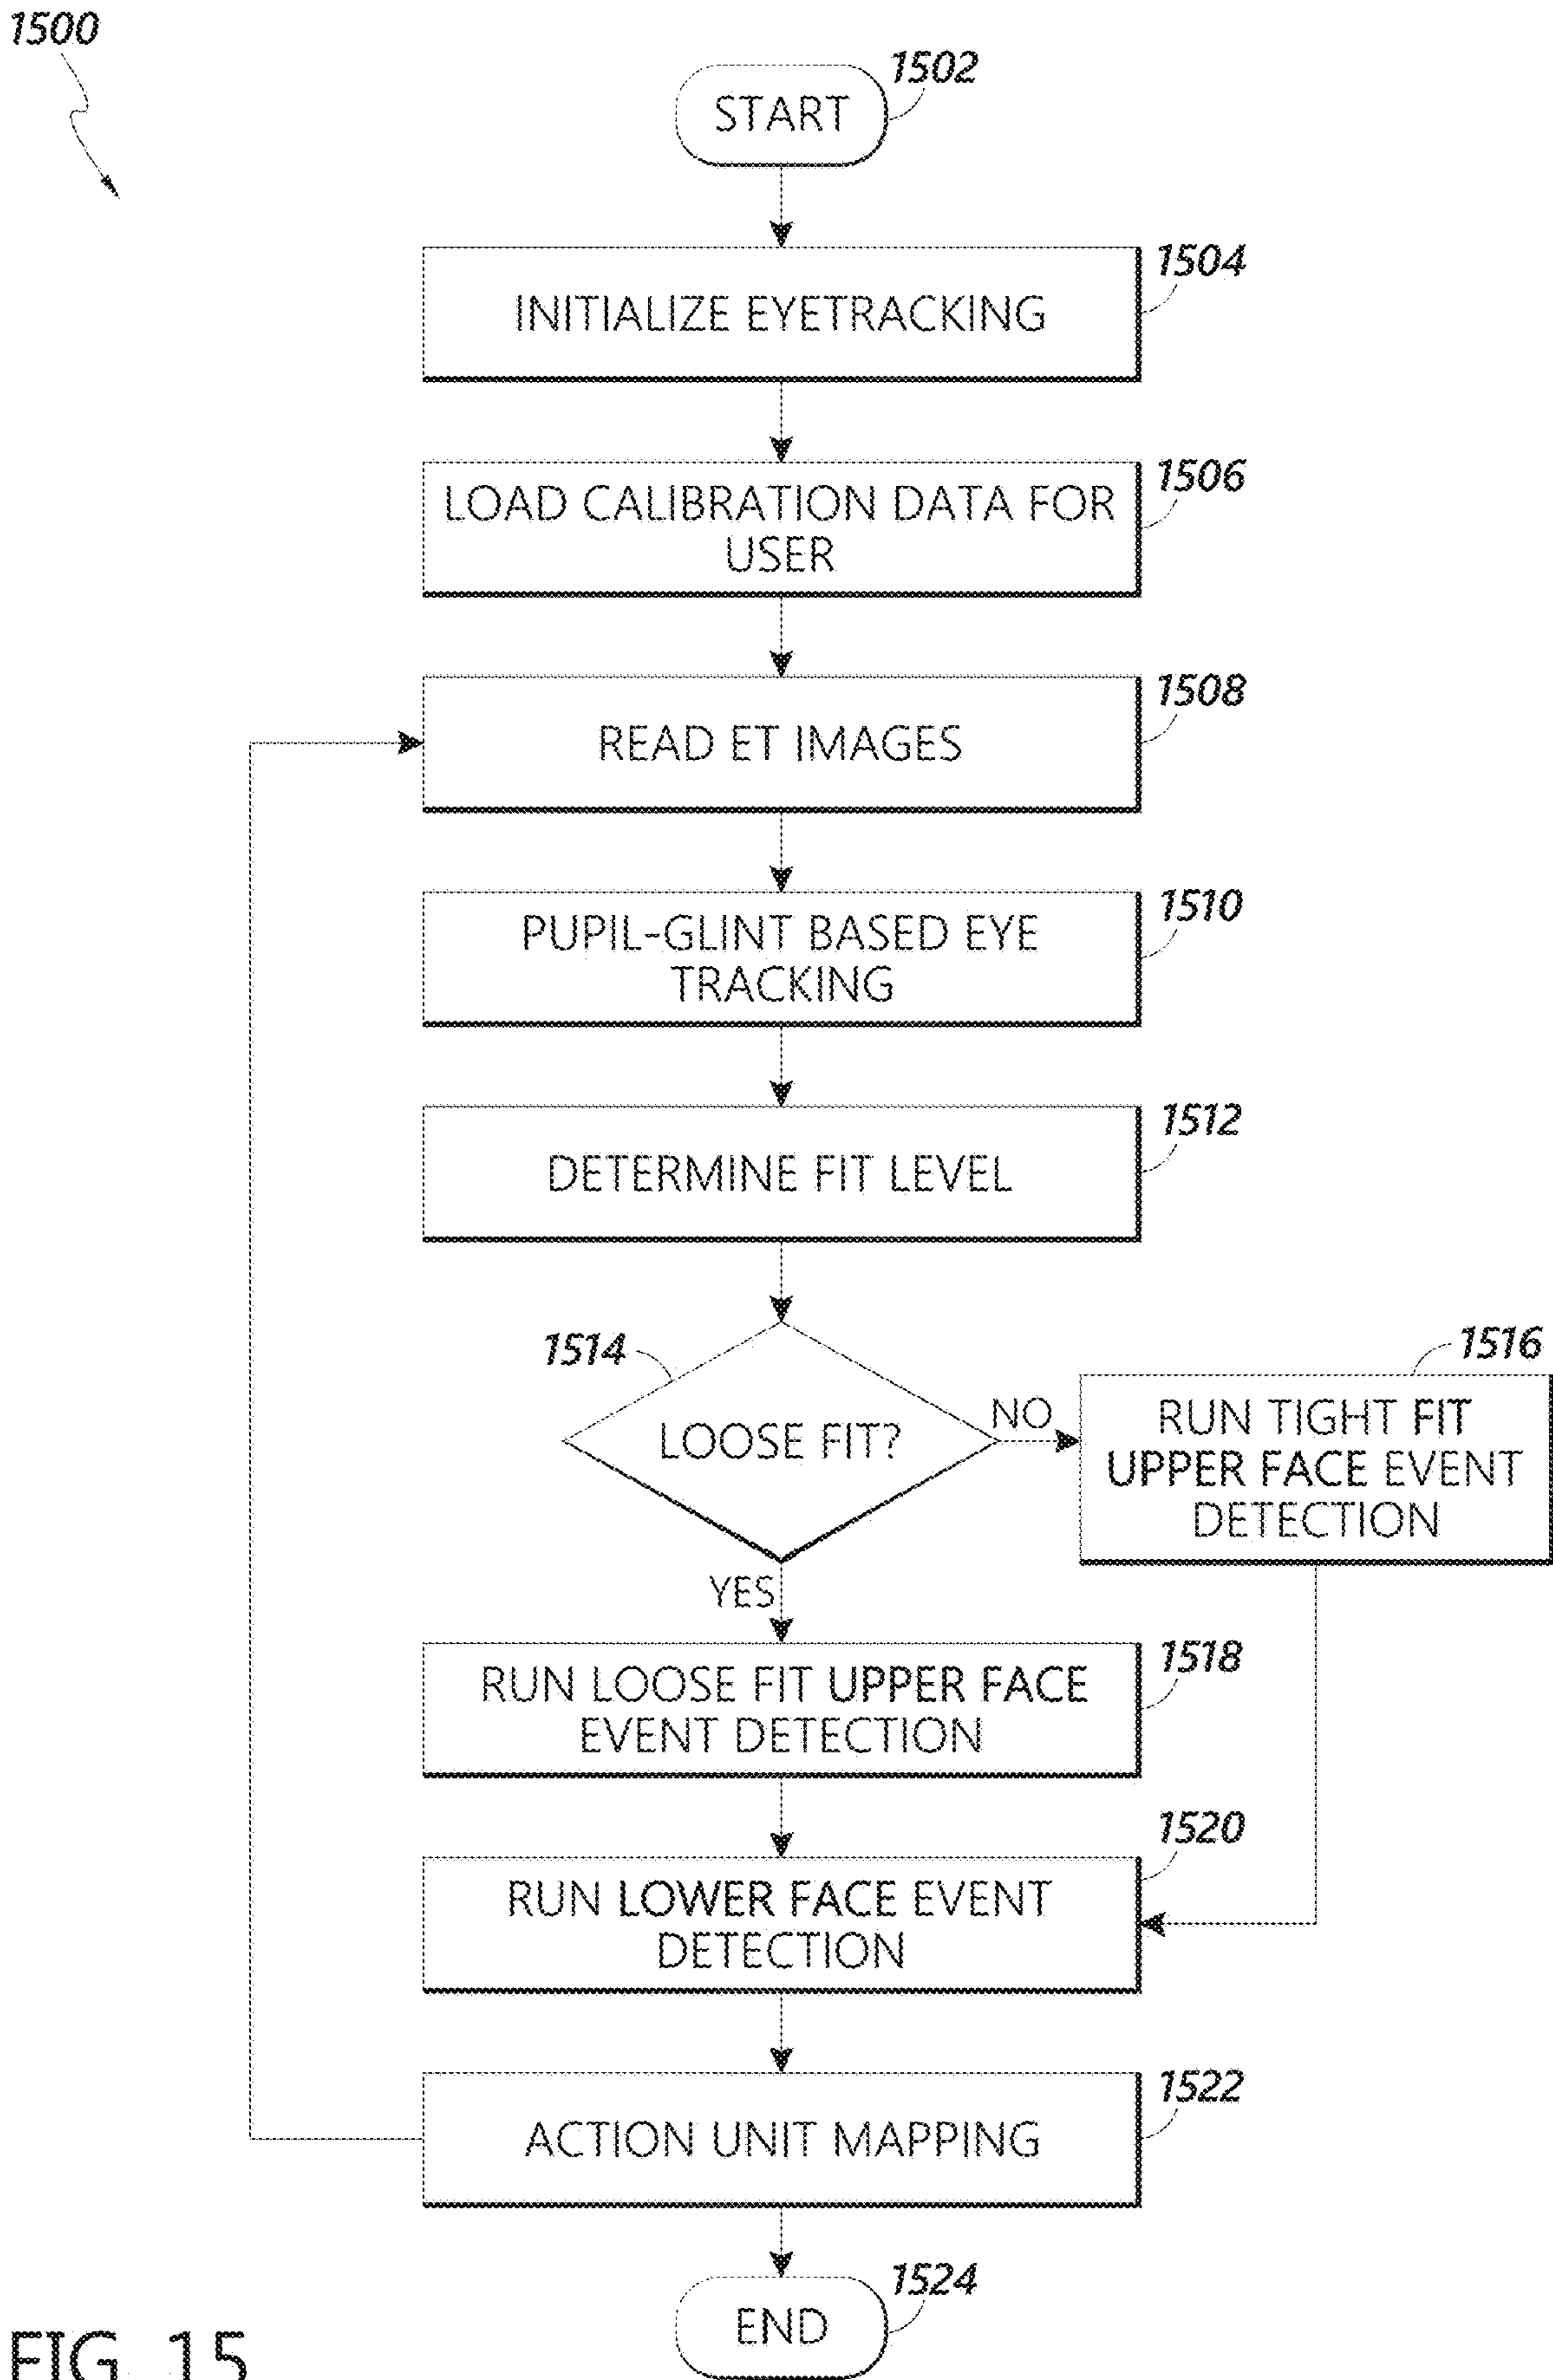 1500
1502
START
1504
INITIALIZE EYETRACKING
1506
LOAD CALIBRATION DATA FOR
USER
1508
READ ET IMAGES
1510
PUPIL-GLINT BASED EYE
TRACKING
1512
DETERMINE FIT LEVEL
1514
LOOSE FIT?
NO
1516
RUN TIGHT FIT
UPPER FACE EVENT
DETECTION
YES
1518
RUN LOOSE FIT UPPER FACE
EVENT DETECTION
1520
RUN LOWER FACE EVENT
DETECTION
1522
ACTION UNIT MAPPING
1524
END
FIG. 15